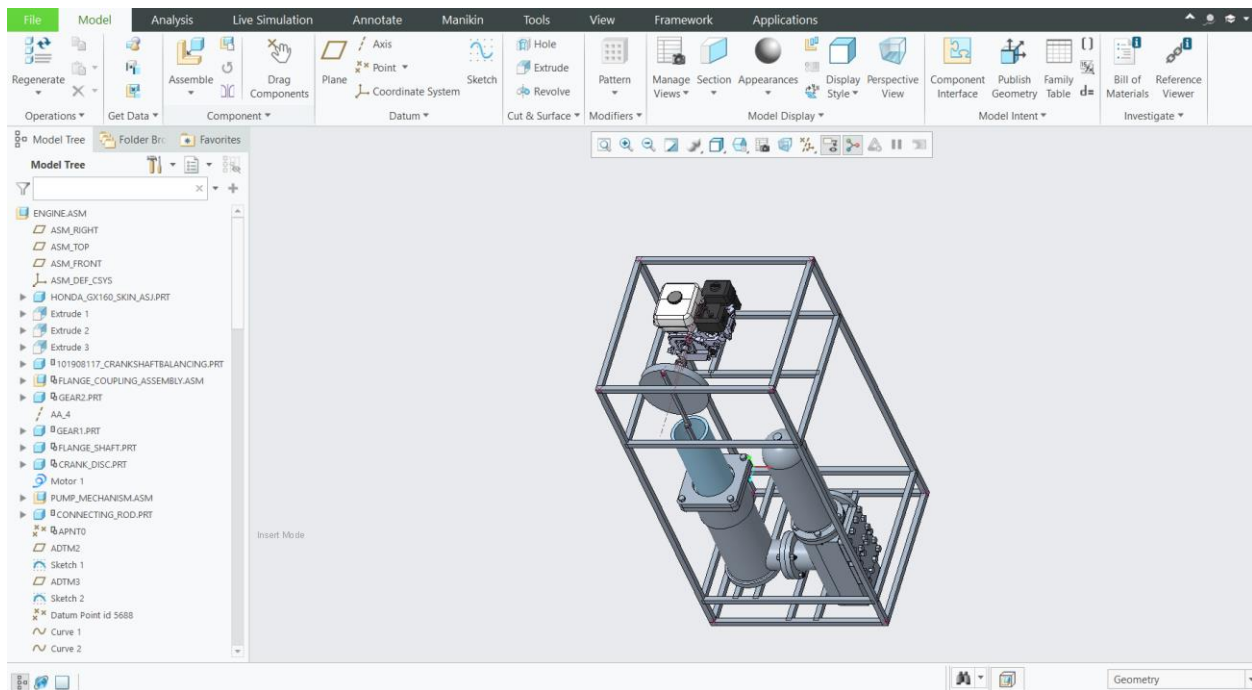 File Model Analysis Live Simulation Annotate Manikin Tools View Framework Applications
Regenerate
Assemble
Drag
Components
Plane
Axis
Point
Coordinate System
Sketch
Hole
Extrude
Revolve
Pattern
Manage
Views
Section
Appearances
Display
Style
Perspective
View
Component
Interface
Publish
Geometry
Family
Table
d=
Bill of
Materials
Reference
Viewer
Operations Get Data Component Datum Cut & Surface Modifiers Model Display Model Intent Investigate
Model Tree Folder Brc Favorites
Model Tree
ENGINE.ASM
ASM_RIGHT
ASM_TOP
ASM_FRONT
ASM_DEF_CSYS
HONDA_GX160_SKIN_ASJ.PRT
Extrude 1
Extrude 2
Extrude 3
101908117_CRANKSHAFTBALANCING.PRT
FLANGE_COUPLING_ASSEMBLY.ASM
GEAR2.PRT
AA_4
GEAR1.PRT
FLANGE_SHAFT.PRT
CRANK_DISC.PRT
Motor 1
PUMP_MECHANISM.ASM
CONNECTING_ROD.PRT
APNT0
ADTM2
Sketch 1
ADTM3
Sketch 2
Datum Point id 5688
Curve 1
Curve 2
Insert Mode
Geometry